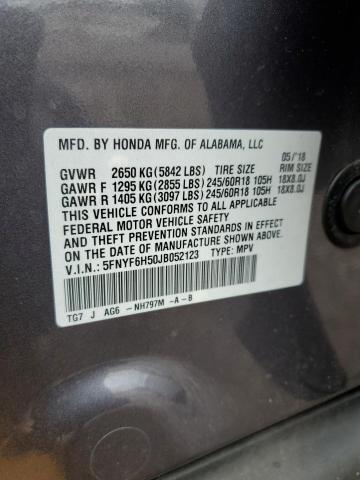 MFD. BY HONDA MFG. OF ALABAMA, LLC
05/'18
GVWR 2650 KG (5842 LBS) TIRE SIZE RIM SIZE
GAWR F 1295 KG (2855 LBS) 245/60R18 105H 18X8.0J
GAWR R 1405 KG (3097 LBS) 245/60R18 105H 18X8.0J
THIS VEHICLE CONFORMS TO ALL APPLICABLE
FEDERAL MOTOR VEHICLE SAFETY
AND THEFT PREVENTION STANDARDS IN EFFECT ON THE
DATE OF MANUFACTURE SHOWN ABOVE.
V.I.N.: 5FNYF6H50JB052123 TYPE: MPV
TG7 J AG6 -NH797M -A -B